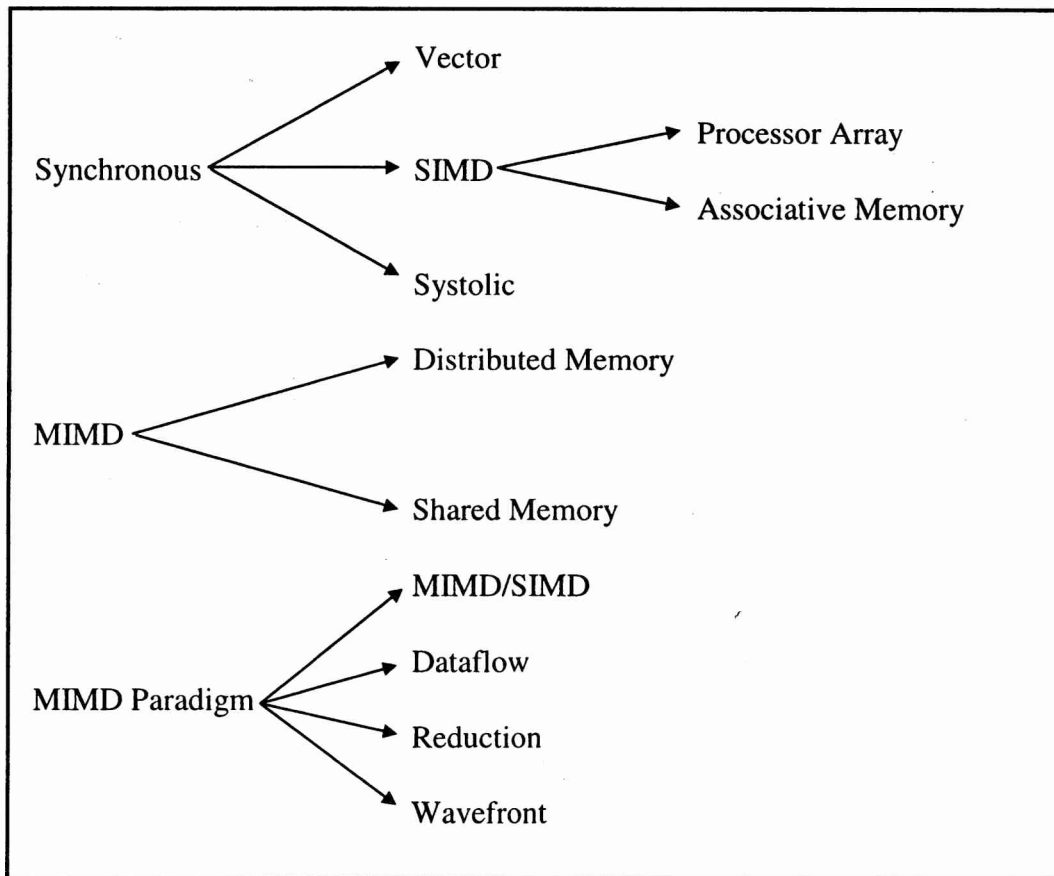 Vector
Processor Array
Synchronous
SIMD
Associative Memory
Systolic
Distributed Memory
MIMD
Shared Memory
MIMD/SIMD
Dataflow
MIMD Paradigm
Reduction
Wavefront